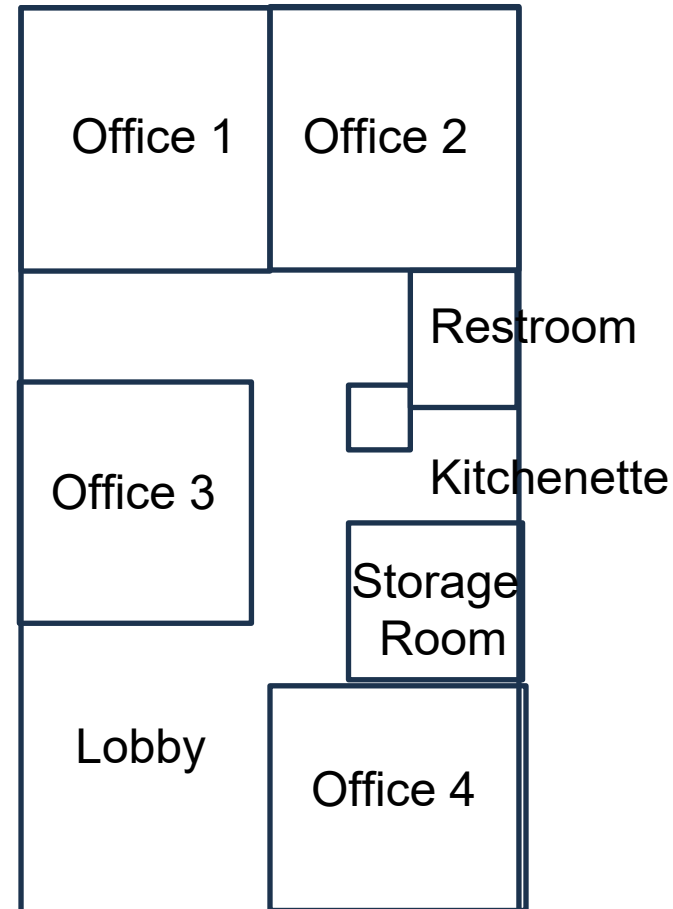 Office 1
Office 2
Restroom
Kitchenette
Office 3
Storage
Room
Lobby
Office 4